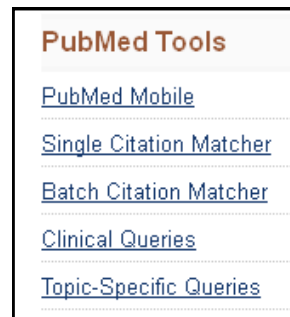 PubMed Tools
PubMed Mobile
Single Citation Matcher
Batch Citation Matcher
Clinical Queries
Topic-Specific Queries